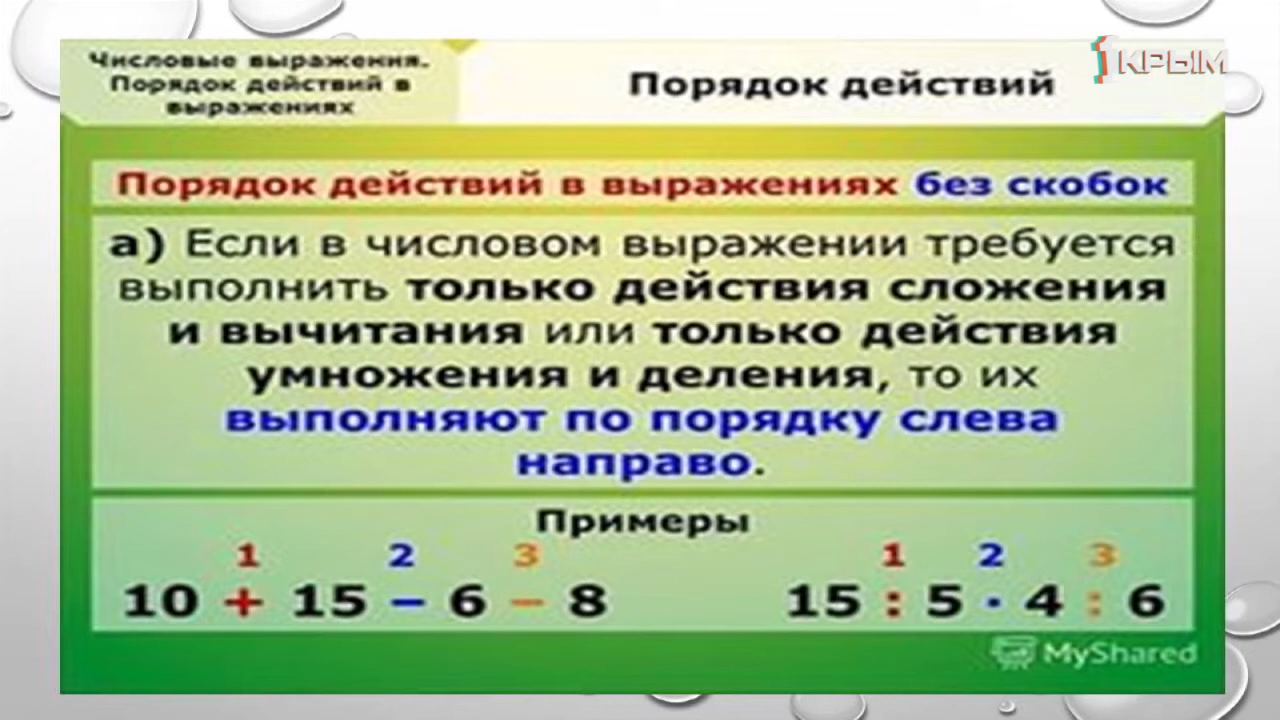 Числовые выражения.
Порядок действий в
выражениях
Порядок действий
1КРЫМ
Порядок действий в выражениях без скобок
а) Если в числовом выражении требуется
выполнить только действия сложения
и вычитания или только действия
умножения и деления, то их
выполняют по порядку слева
направо.
Примеры
1 2 3 1 2 3
10 + 15 − 6 − 8 15 : 5 · 4 : 6
MyShared